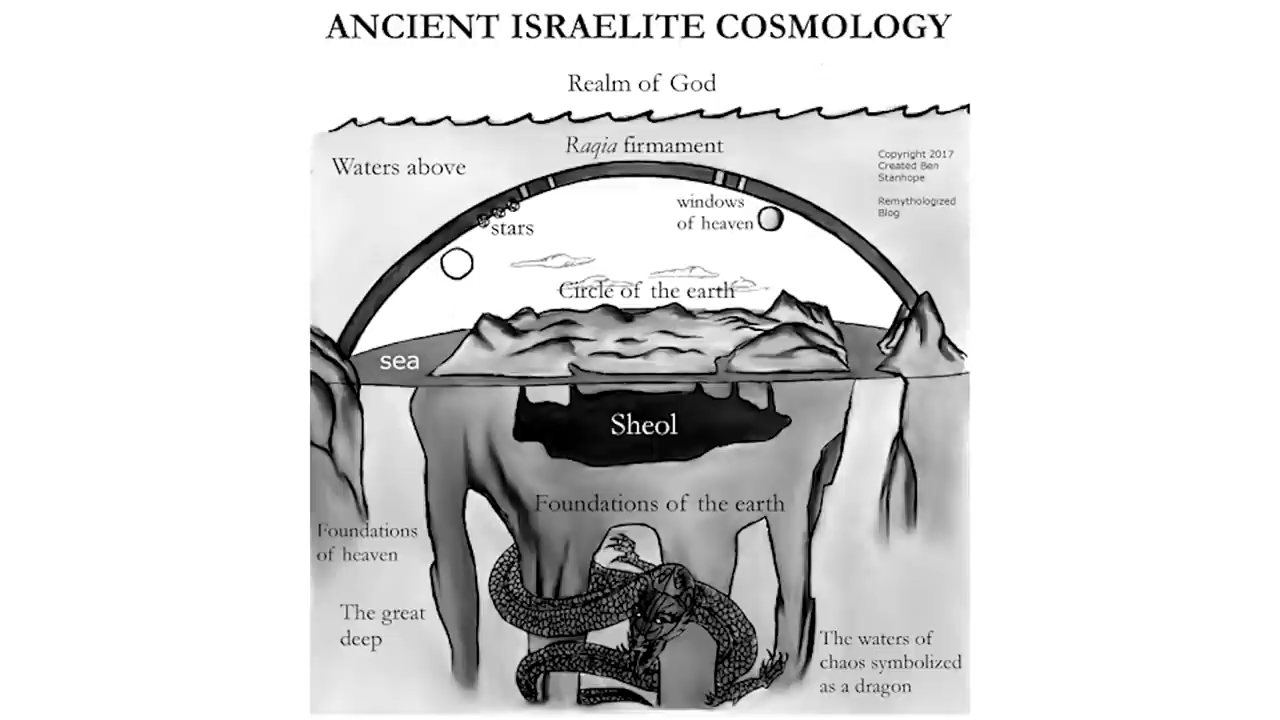 ANCIENT ISRAELITE COSMOLOGY
Realm of God
Raqia firmament
Waters above
Copyright 2017
Created Ben
Stanhope
Remythologized
Blog
windows
of heaven
stars
Circle of the earth
sea
Sheol
Foundations of the earth
Foundations
of heaven
The great
deep
The waters of
chaos symbolized
as a dragon